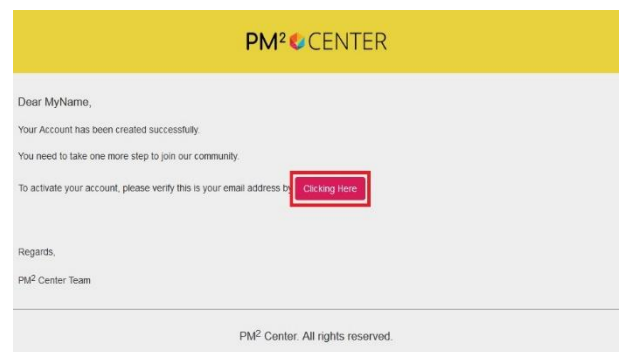 PM² CENTER
Dear MyName,
Your Account has been created successfully.
You need to take one more step to join our community.
To activate your account, please verify this is your email address by Clicking Here
Regards,
PM² Center Team
PM² Center. All rights reserved.